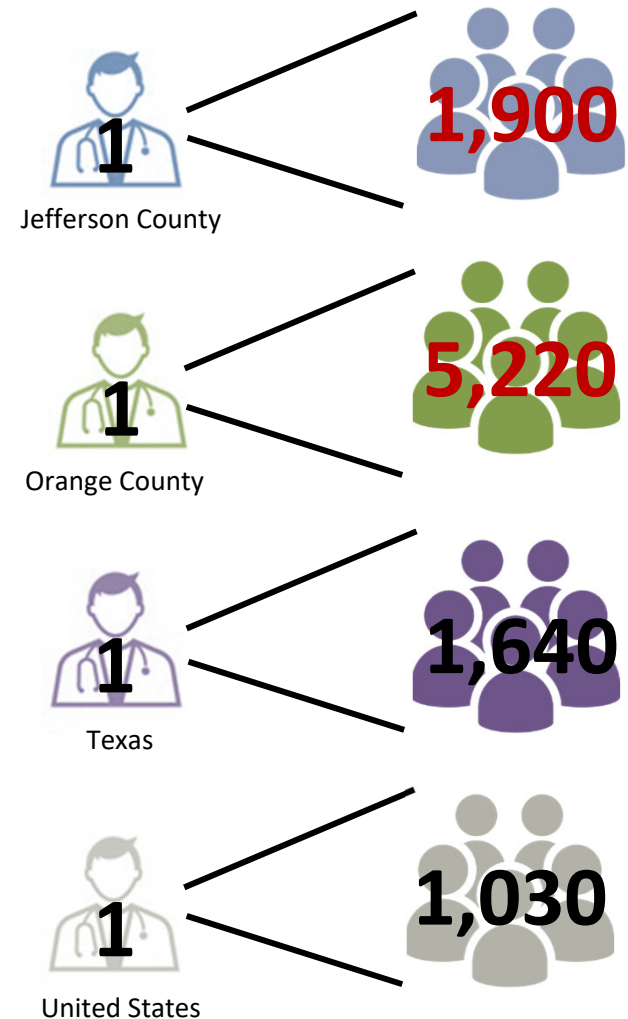 1 1,900
Jefferson County
1 5,220
Orange County
1 1,640
Texas
1 1,030
United States